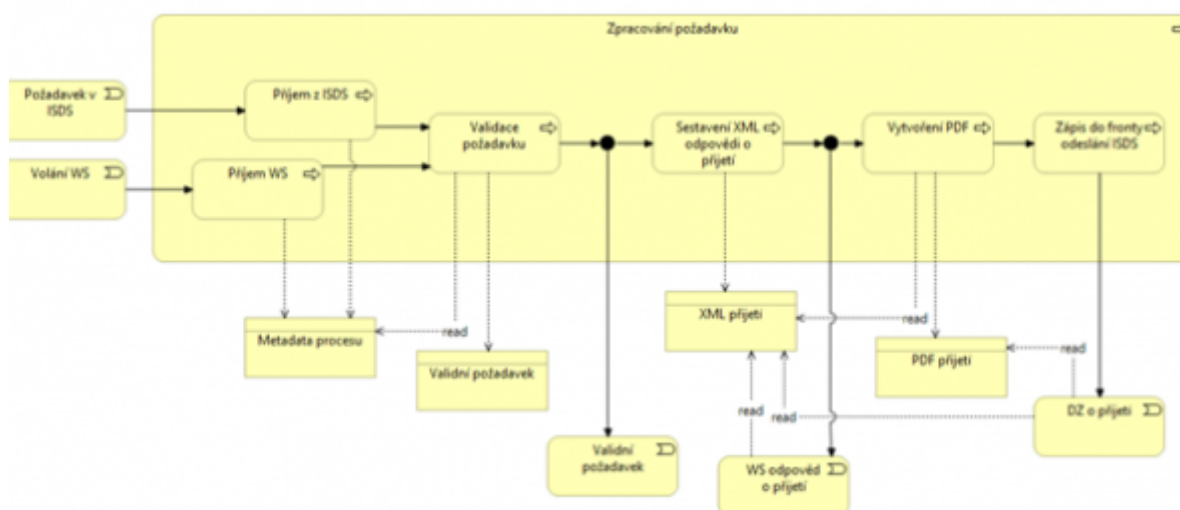 Zpracování požadavku
Požadavek v
ISDS
Příjem z ISDS
Validace
požadavku
Sestavení XML
odpovědi o
přijetí
Vytvoření PDF
Zápis do fronty
odeslání ISDS
Volání WS
Příjem WS
XML přijetí
read
Metadata procesu
read
PDF přijetí
read
Validní požadavek
read
read
DZ o přijetí
Validní
požadavek
WS odpověd
o přijetí